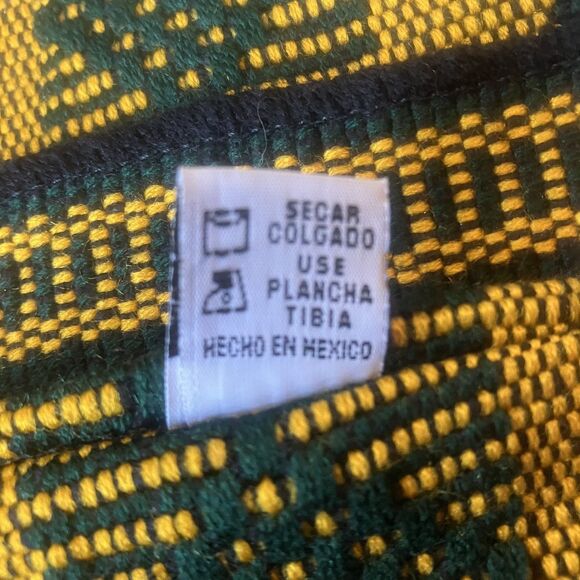 SECAR
COLGADO
USE
PLANCHA
TIBIA
HECHO EN MEXICO